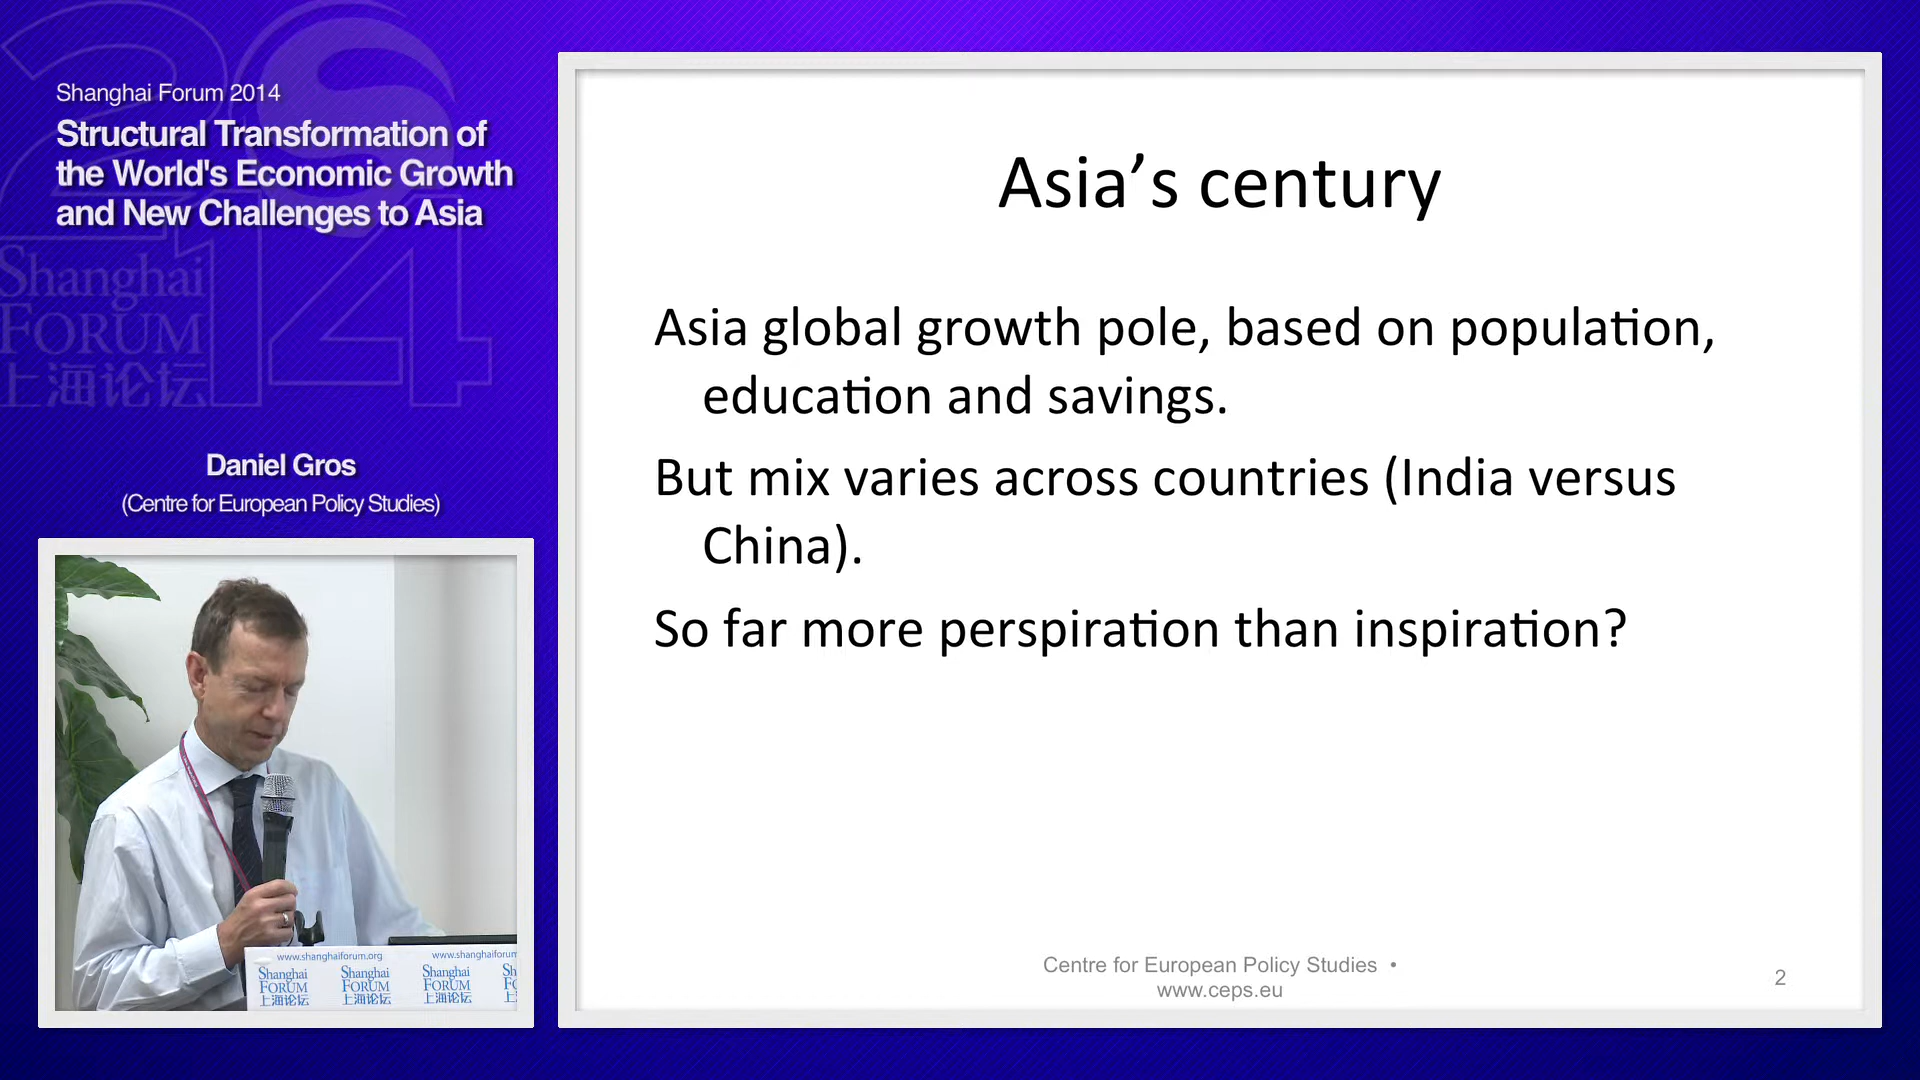 Shanghai Forum 2014
Structural Transformation of
the World's Economic Growth
and New Challenges to Asia
2014
Shanghai
FORUM
上海论坛
Daniel Gros
(Centre for European Policy Studies)
www.shanghaiforum.org
www.shanghaiforum
Shanghai
FORUM
上海论坛
Shanghai
FORUM
上海论坛
Shanghai
FORUM
上海论坛
Asia’s century
Asia global growth pole, based on population,
education and savings.
But mix varies across countries (India versus
China).
So far more perspiration than inspiration?
Centre for European Policy Studies •
www.ceps.eu
2